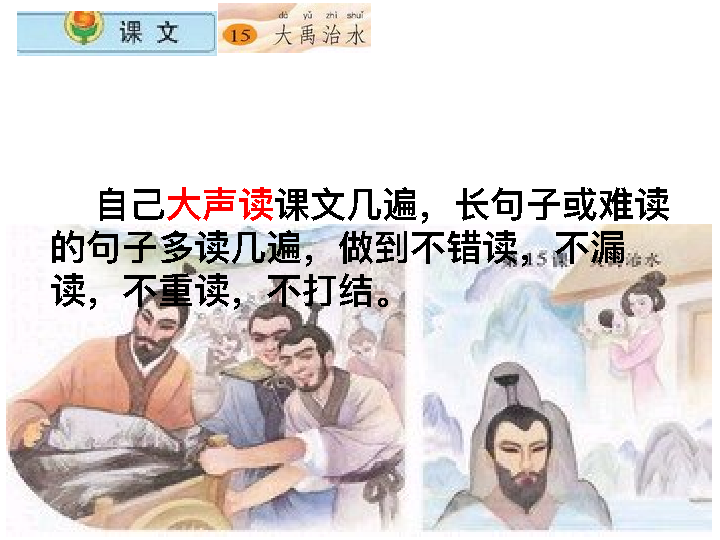 课 文
dà yǔ zhì shuǐ
15 大禹治水
自己大声读课文几遍，长句子或难读
的句子多读几遍，做到不错读，不漏
读，不重读，不打结。
第15课 大禹治水